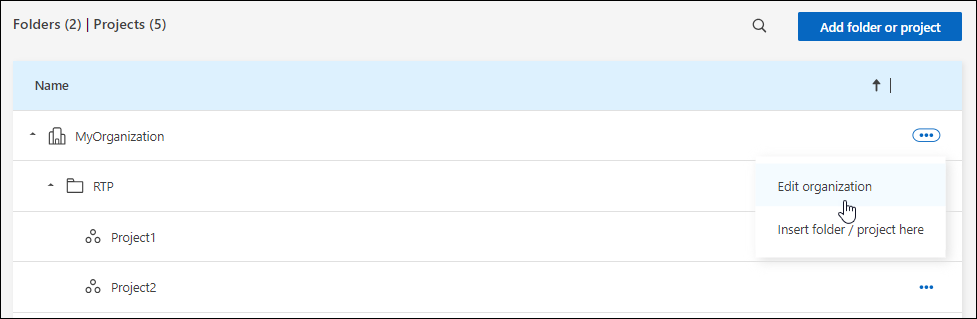 Folders (2) | Projects (5)
Add folder or project
Name
MyOrganization
RTP
Edit organization
Project1
Insert folder / project here
Project2